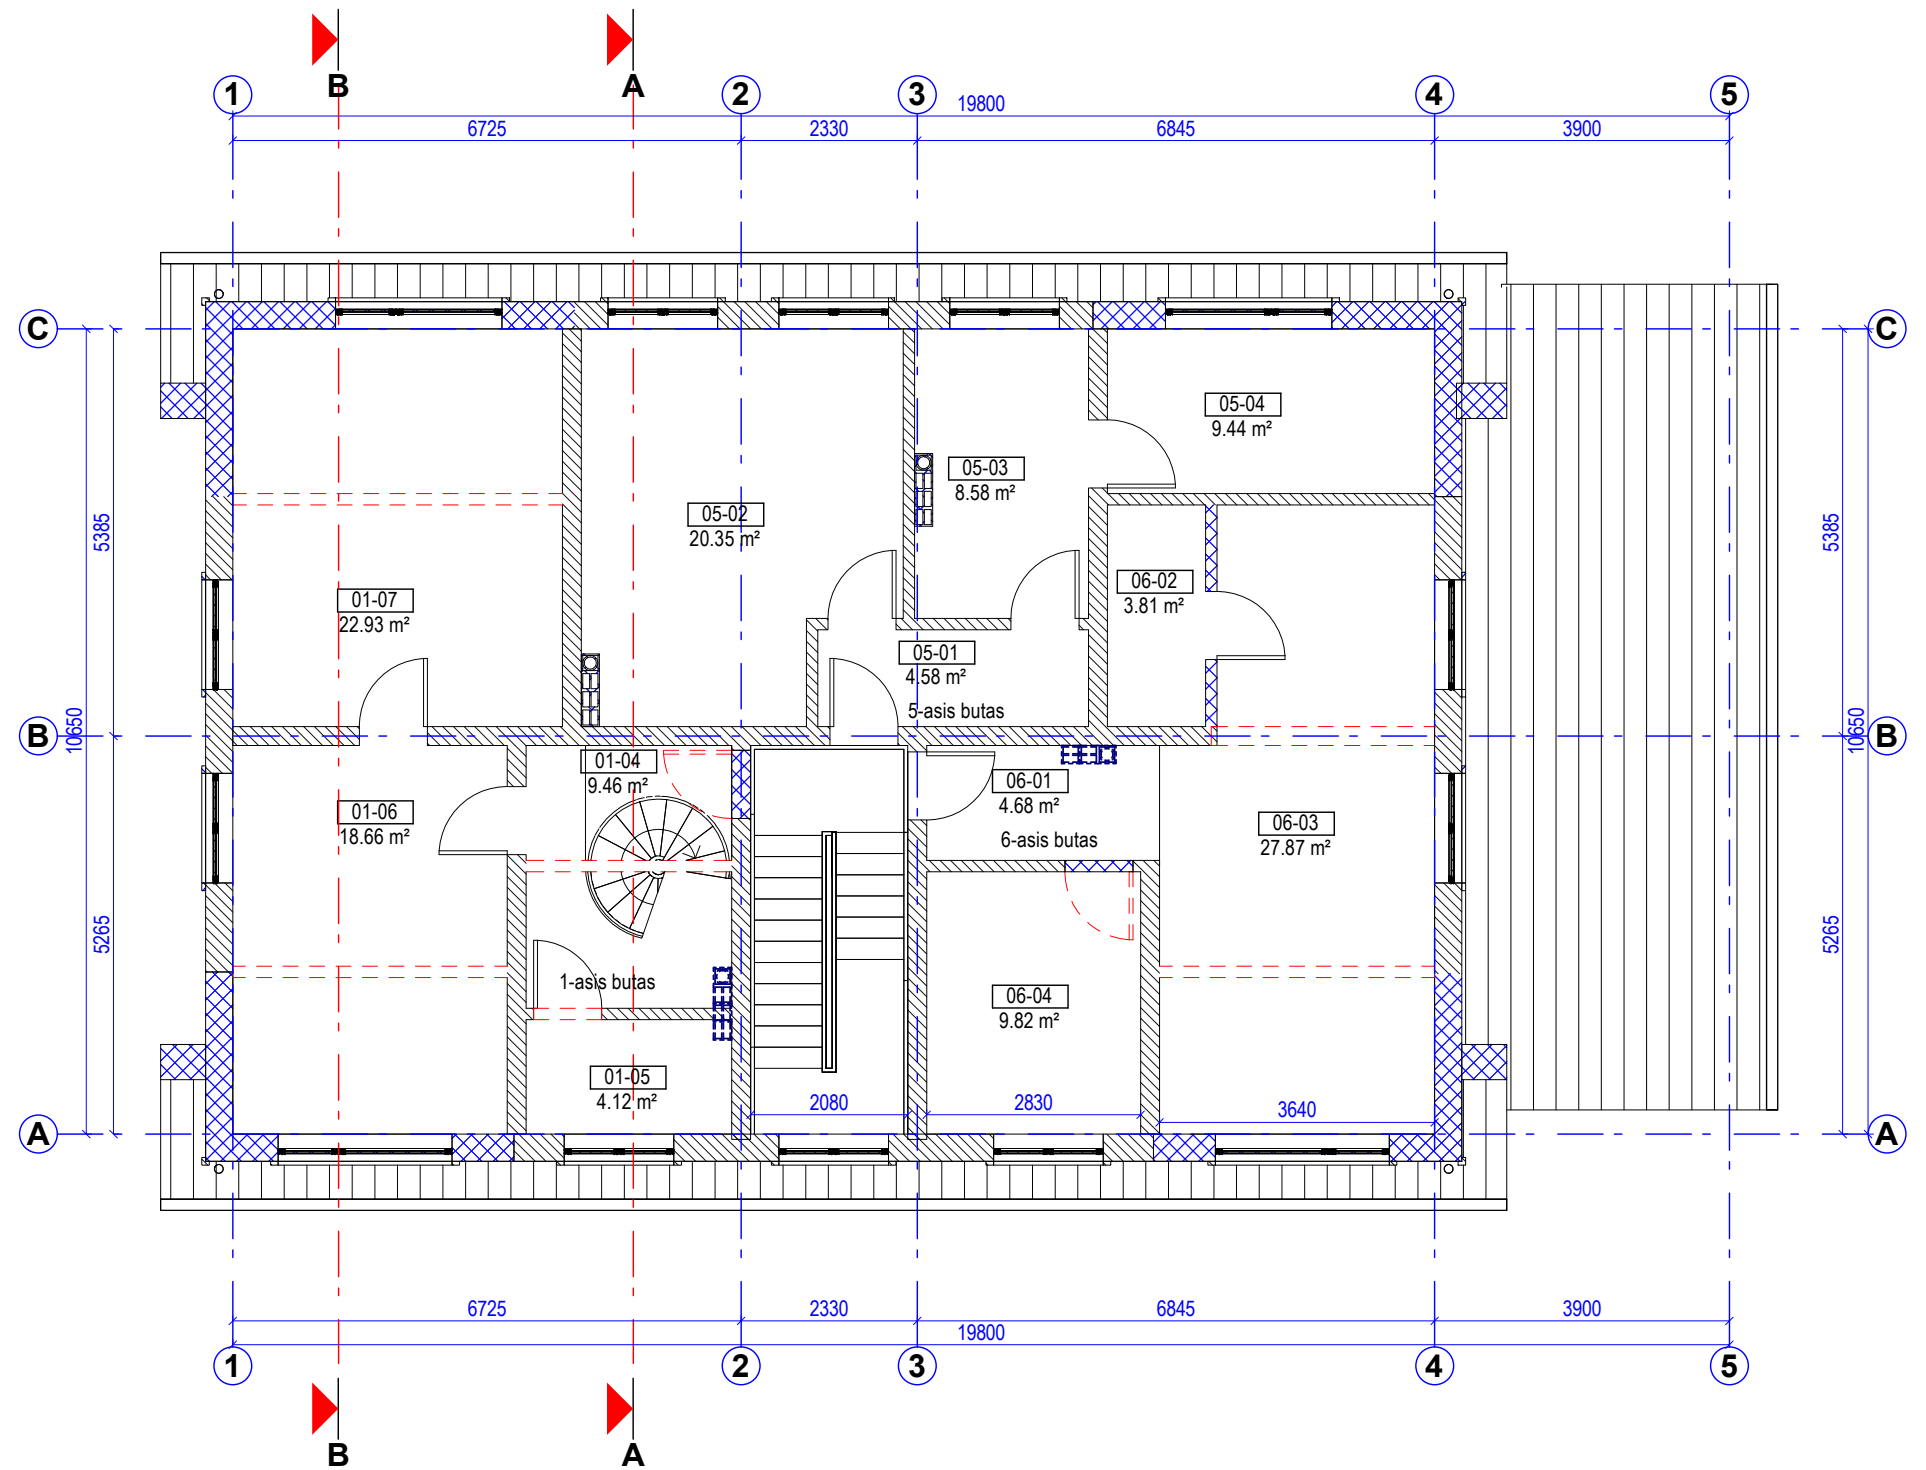 B
A
1
2
3
4
5
19800
6725
2330
6845
3900
C
C
05-04
9.44 m²
05-03
8.58 m²
05-02
20.35 m²
5385
5385
06-02
3.81 m²
01-07
22.93 m²
05-01
4.58 m²
5-asis butas
B
10650
10650
B
01-04
9.46 m²
06-01
4.68 m²
6-asis butas
01-06
18.66 m²
06-03
27.87 m²
5265
5265
1-asis butas
06-04
9.82 m²
01-05
4.12 m²
2080
2830
3640
A
A
6725
2330
6845
3900
19800
1
2
3
4
5
B
A